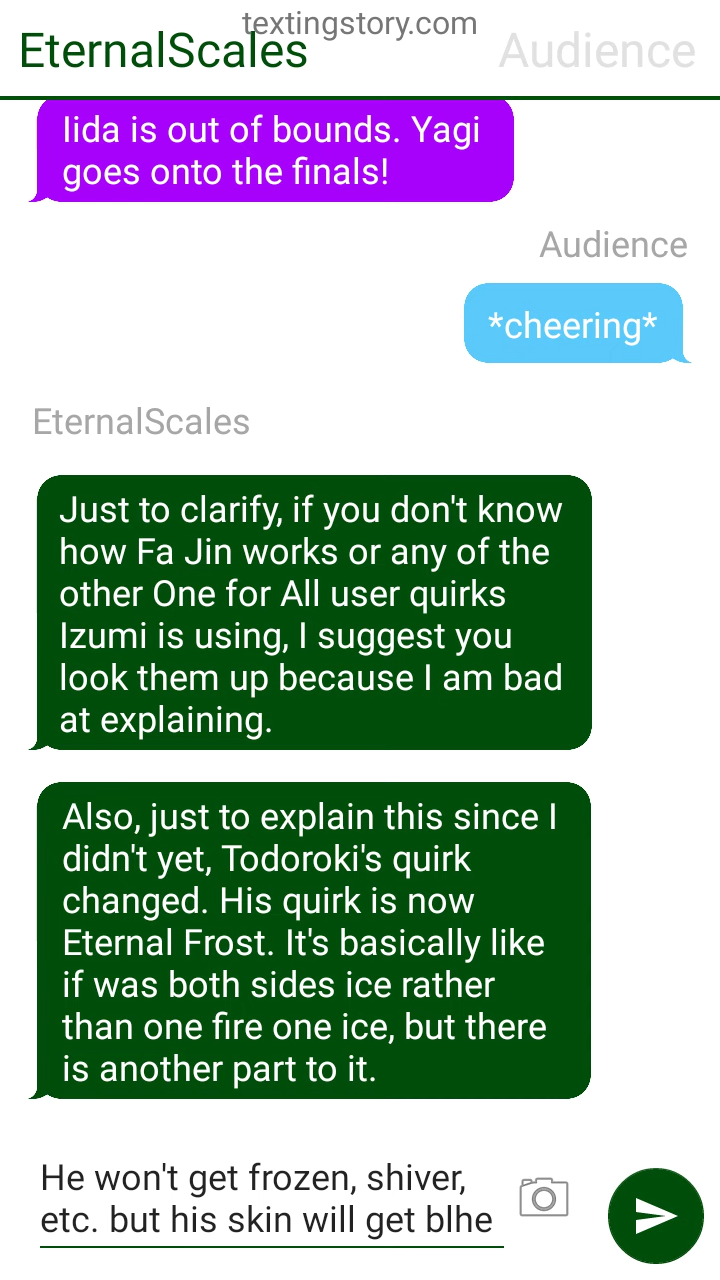 textingstory.com
EternalScales
Audience
Iida is out of bounds. Yagi
goes onto the finals!
Audience
*cheering*
EternalScales
Just to clarify, if you don't know
how Fa Jin works or any of the
other One for All user quirks
Izumi is using, I suggest you
look them up because I am bad
at explaining.
Also, just to explain this since I
didn't yet, Todoroki's quirk
changed. His quirk is now
Eternal Frost. It's basically like
if was both sides ice rather
than one fire one ice, but there
is another part to it.
He won't get frozen, shiver,
etc. but his skin will get blhe